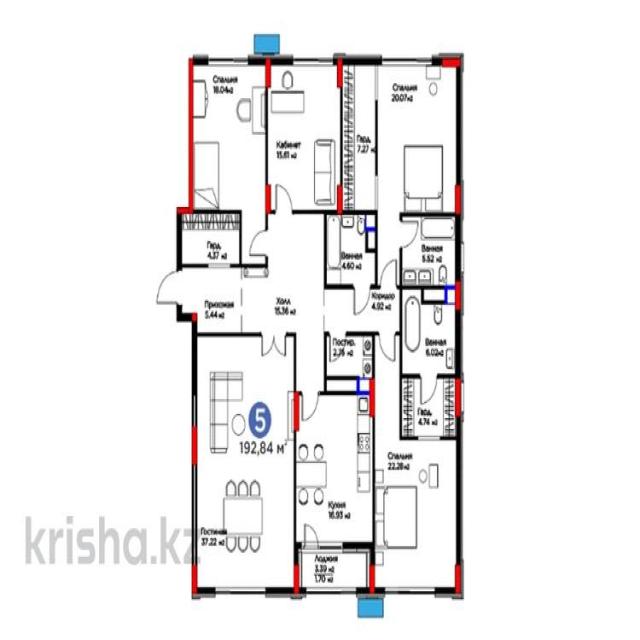 Спальня
18.04м2
Кабинет
15.61 м2
Гард.
7.27 м2
Спальня
20.07м2
Гард.
4.37 м2
Ванная
4.60 м2
Ванная
5.52 м2
Прихожая
5.44 м2
Холл
15.36 м2
Коридор
4.92 м2
Постир.
Ванная
6.02м2
Гард.
4.74 м2
5
192,84 м²
Спальня
22.28м2
Кухня
16.93 м2
Гостиная
37.22 м2
Лоджия
3.39 м2
1.70 м2
krisha.kz